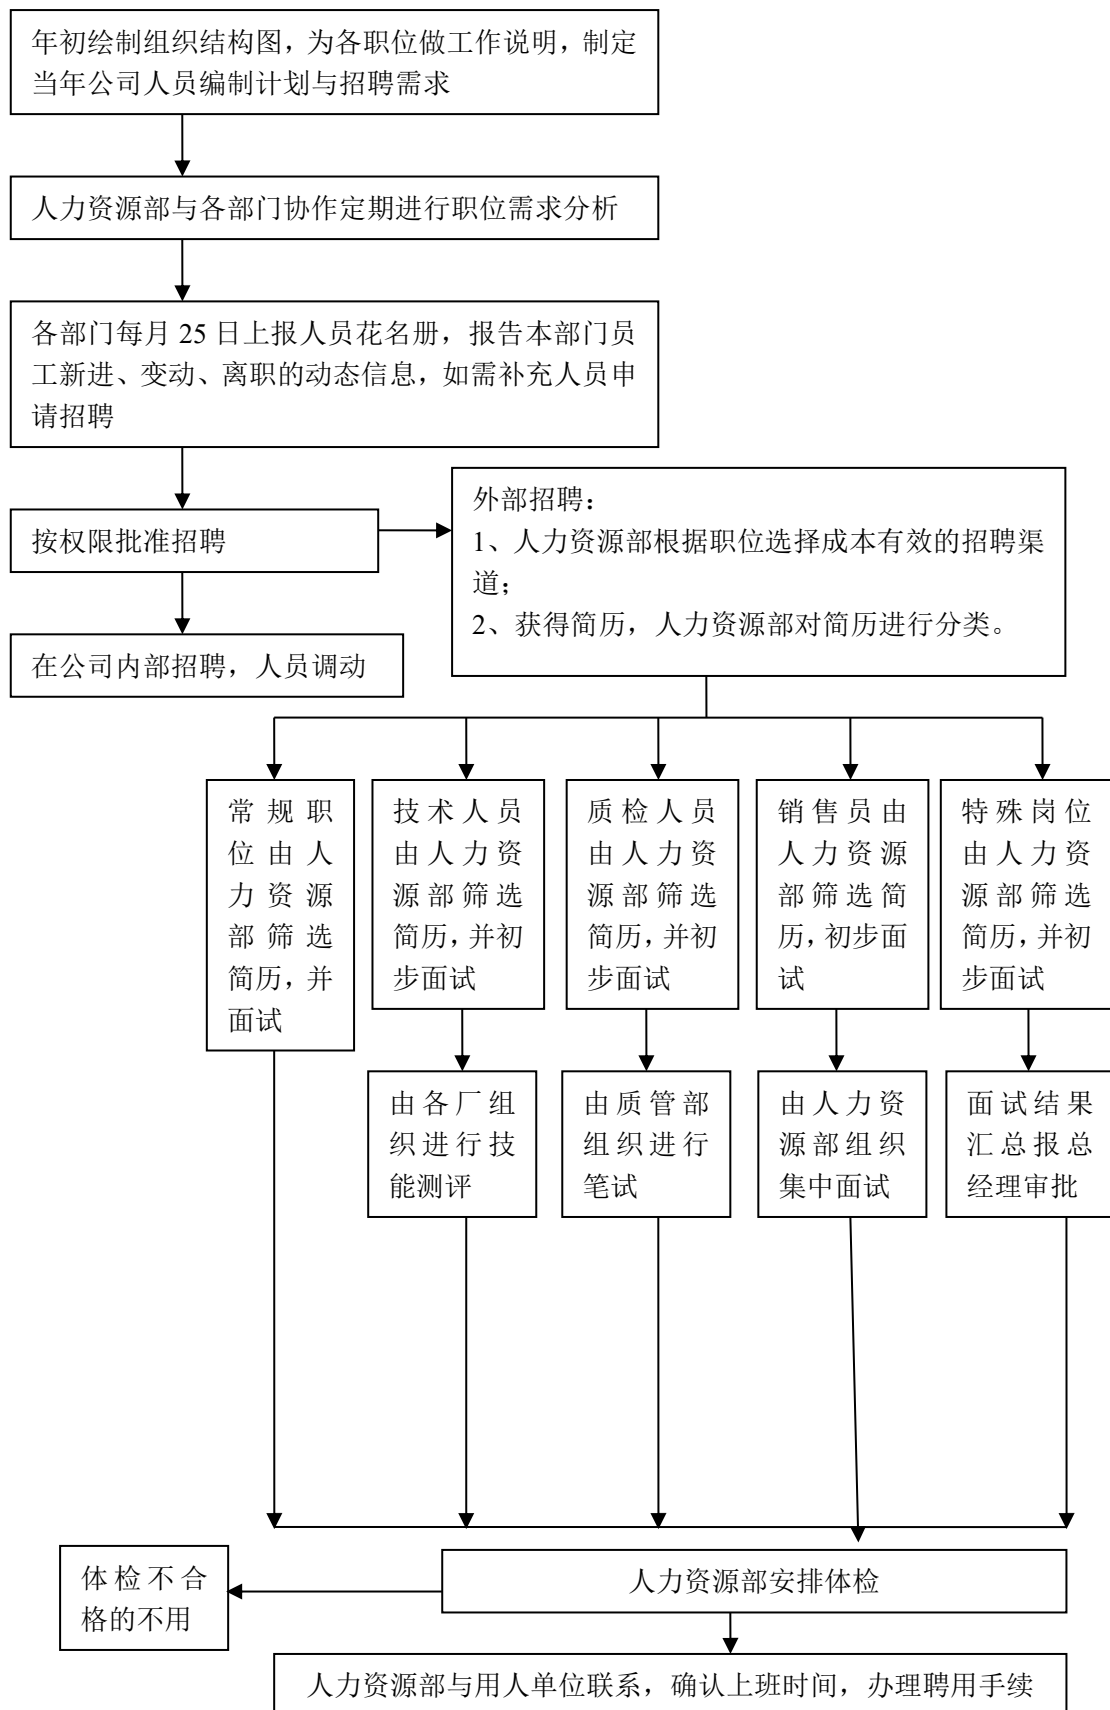 年初绘制组织结构图，为各职位做工作说明，制定
当年公司人员编制计划与招聘需求
人力资源部与各部门协作定期进行职位需求分析
各部门每月 25 日上报人员花名册，报告本部门员
工新进、变动、离职的动态信息，如需补充人员申
请招聘
按权限批准招聘
外部招聘：
1、人力资源部根据职位选择成本有效的招聘渠
道；
2、获得简历，人力资源部对简历进行分类。
在公司内部招聘，人员调动
常规职
位由人
力资源
部筛选
简历，并
面试
技术人员
由人力资
源部筛选
简历，并初
步面试
质检人员
由人力资
源部筛选
简历，并初
步面试
销售员由
人力资源
部筛选简
历，初步面
试
特殊岗位
由人力资
源部筛选
简历，并初
步面试
由各厂组
织进行技
能测评
由质管部
组织进行
笔试
由人力资
源部组织
集中面试
面试结果
汇总报总
经理审批
体检不合
格的不用
人力资源部安排体检
人力资源部与用人单位联系，确认上班时间，办理聘用手续